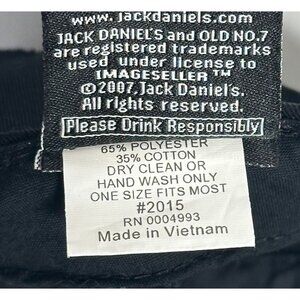 www.jackdaniels.com
JACK DANIEL'S and OLD NO.7
are registered trademarks
used under license to
IMAGESELLER ™
©2007, Jack Daniel's.
All rights reserved.
Please Drink Responsibly
65% POLYESTER
35% COTTON
DRY CLEAN OR
HAND WASH ONLY
ONE SIZE FITS MOST
#2015
RN 0004993
Made in Vietnam